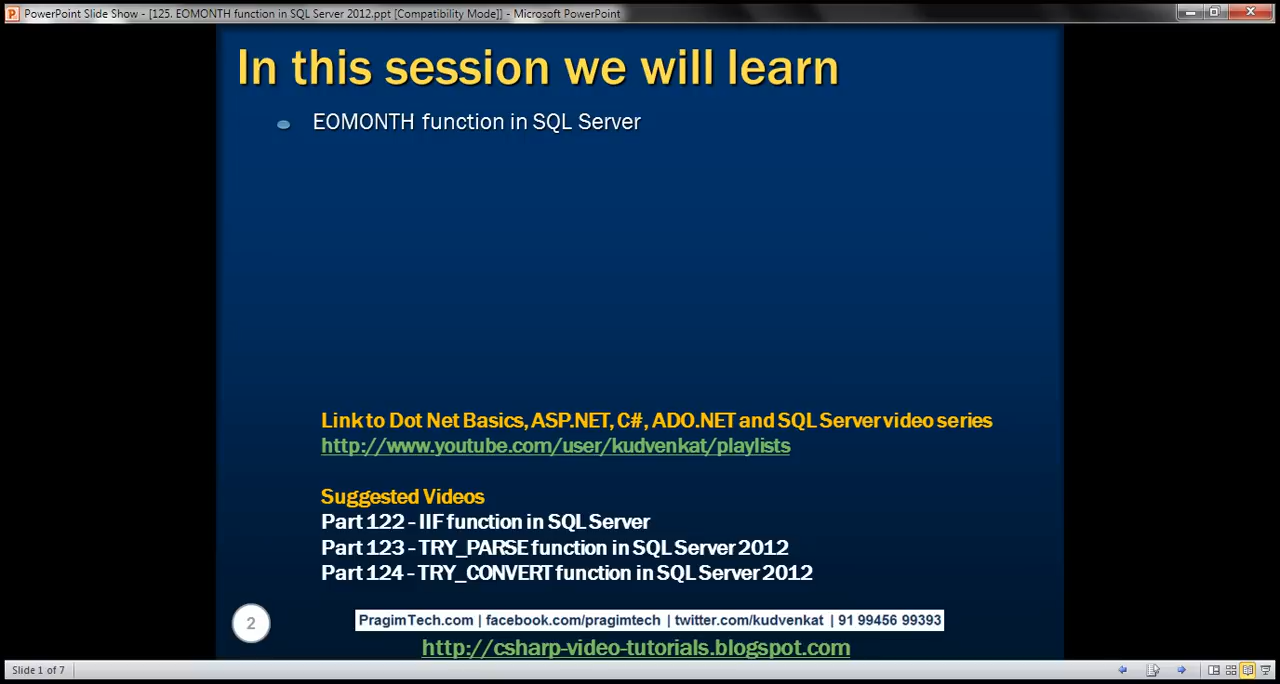 PowerPoint Slide Show - [125. EOMONTH function in SQL Server 2012.ppt [Compatibility Mode]] - Microsoft PowerPoint
In this session we will learn
EOMONTH function in SQL Server
Link to Dot Net Basics, ASP.NET, C#, ADO.NET and SQL Server video series
http://www.youtube.com/user/kudvenkat/playlists
Suggested Videos
Part 122 - IIF function in SQL Server
Part 123 - TRY_PARSE function in SQL Server 2012
Part 124 - TRY_CONVERT function in SQL Server 2012
2
PragimTech.com | facebook.com/pragimtech | twitter.com/kudvenkat | 91 99456 99393
http://csharp-video-tutorials.blogspot.com
Slide 1 of 7